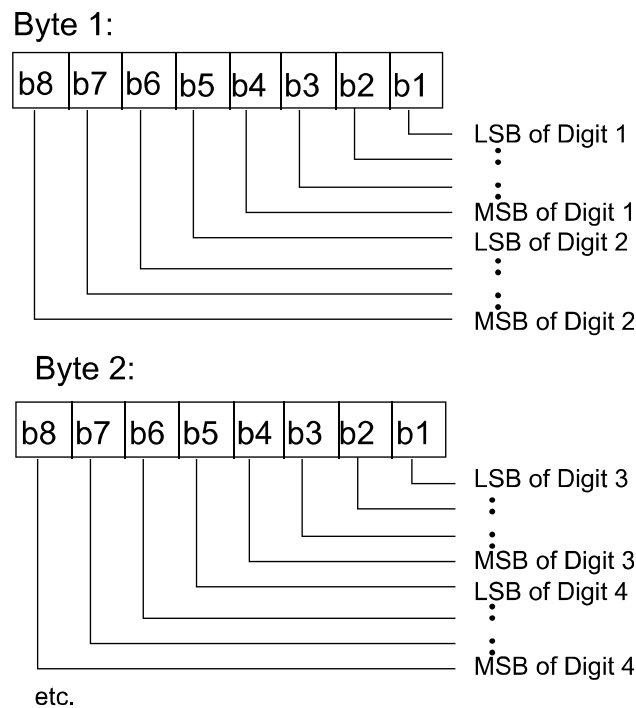 Byte 1:
b8 b7 b6 b5 b4 b3 b2 b1
LSB of Digit 1
MSB of Digit 1
LSB of Digit 2
MSB of Digit 2
Byte 2:
b8 b7 b6 b5 b4 b3 b2 b1
LSB of Digit 3
MSB of Digit 3
LSB of Digit 4
MSB of Digit 4
etc.